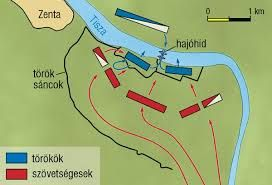 Zenta
Tisza
0 1 km
hajóhíd
török
sáncok
törökök
szövetségesek